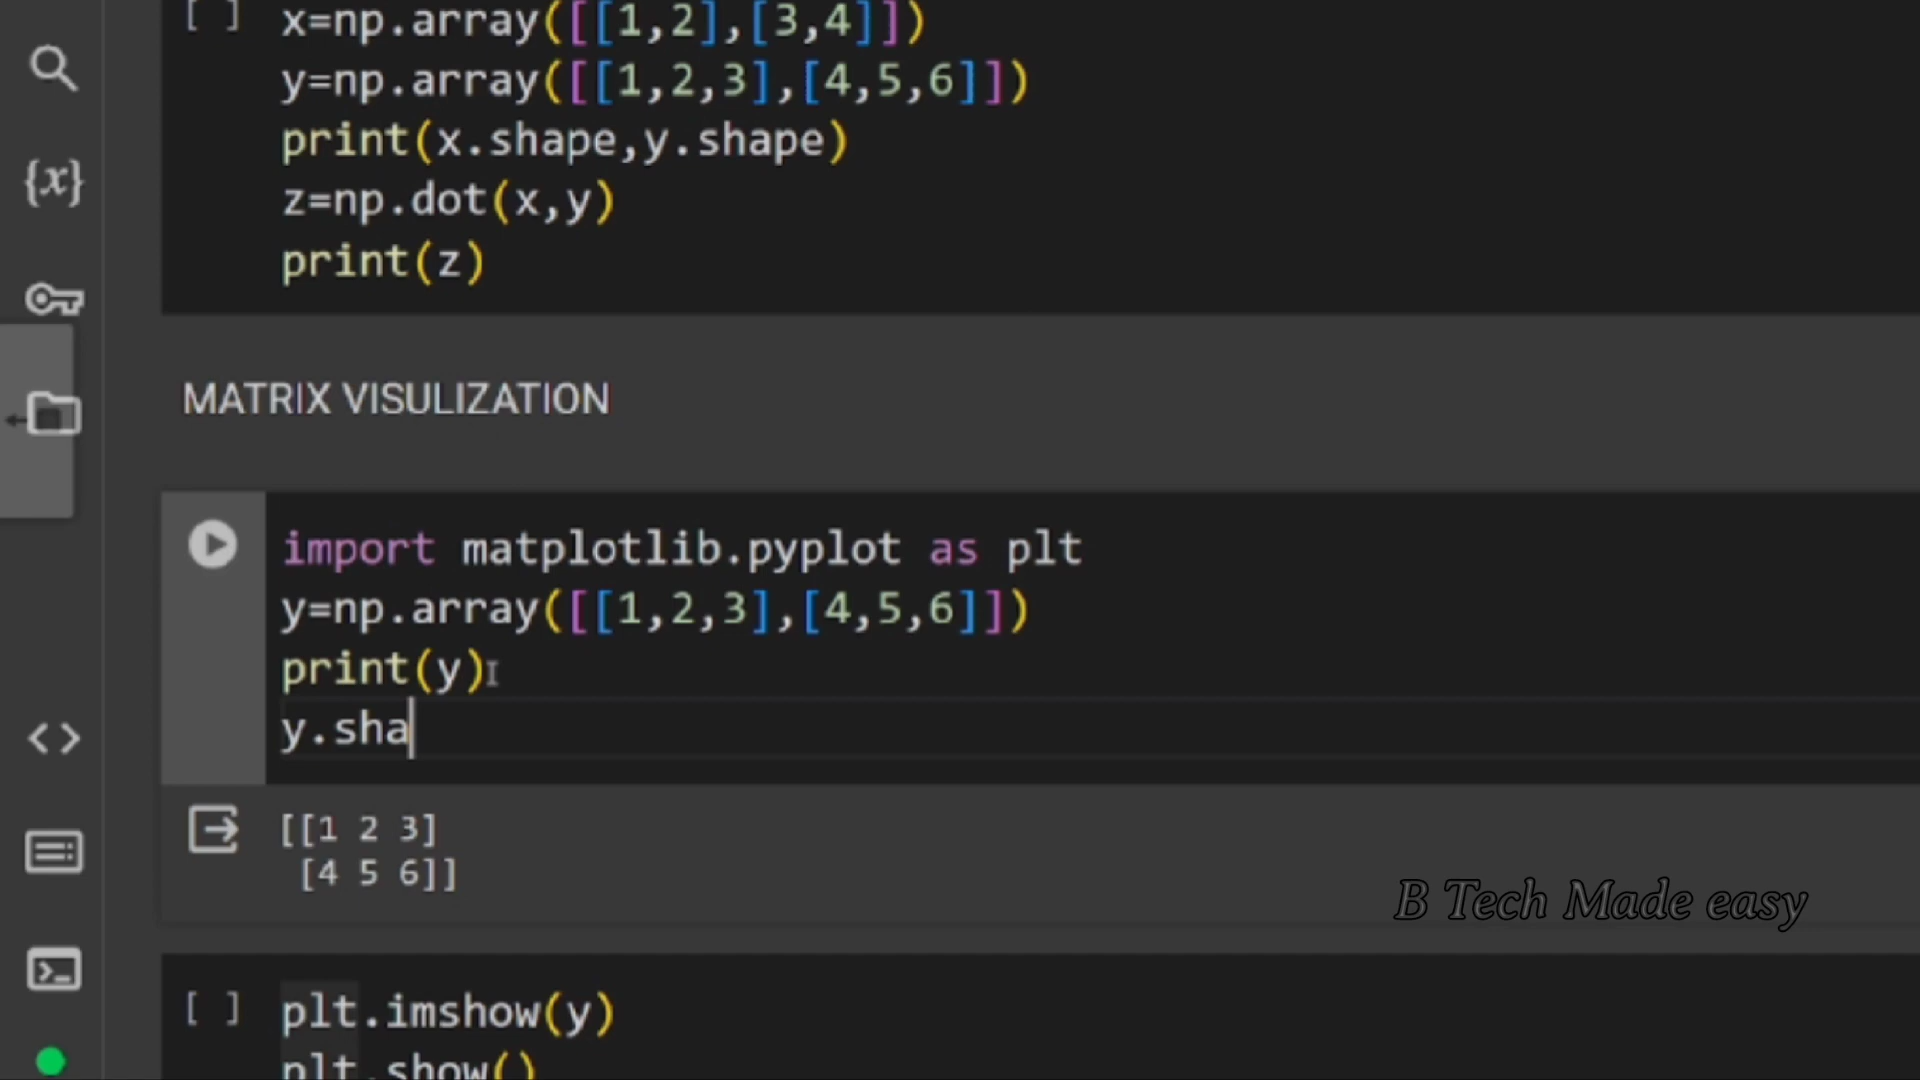 [ ] x=np.array([[1,2],[3,4]])
y=np.array([[1,2,3],[4,5,6]])
print(x.shape,y.shape)
z=np.dot(x,y)
print(z)
{x}
MATRIX VISULIZATION
import matplotlib.pyplot as plt
y=np.array([[1,2,3],[4,5,6]])
print(y)
y.sha
[[1 2 3]
[4 5 6]]
B Tech Made easy
[ ] plt.imshow(y)
plt.show()